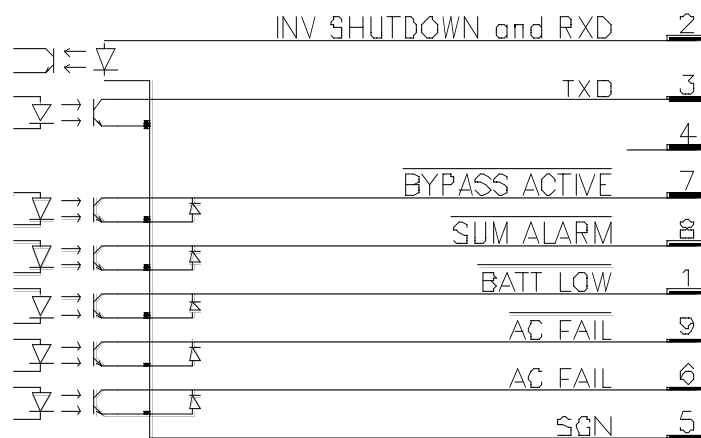 INV SHUTDOWN and RXD 2
TXD 3
4
BYPASS ACTIVE 7
SUM ALARM 8
BATT LOW 1
AC FAIL 9
AC FAIL 6
SGN 5